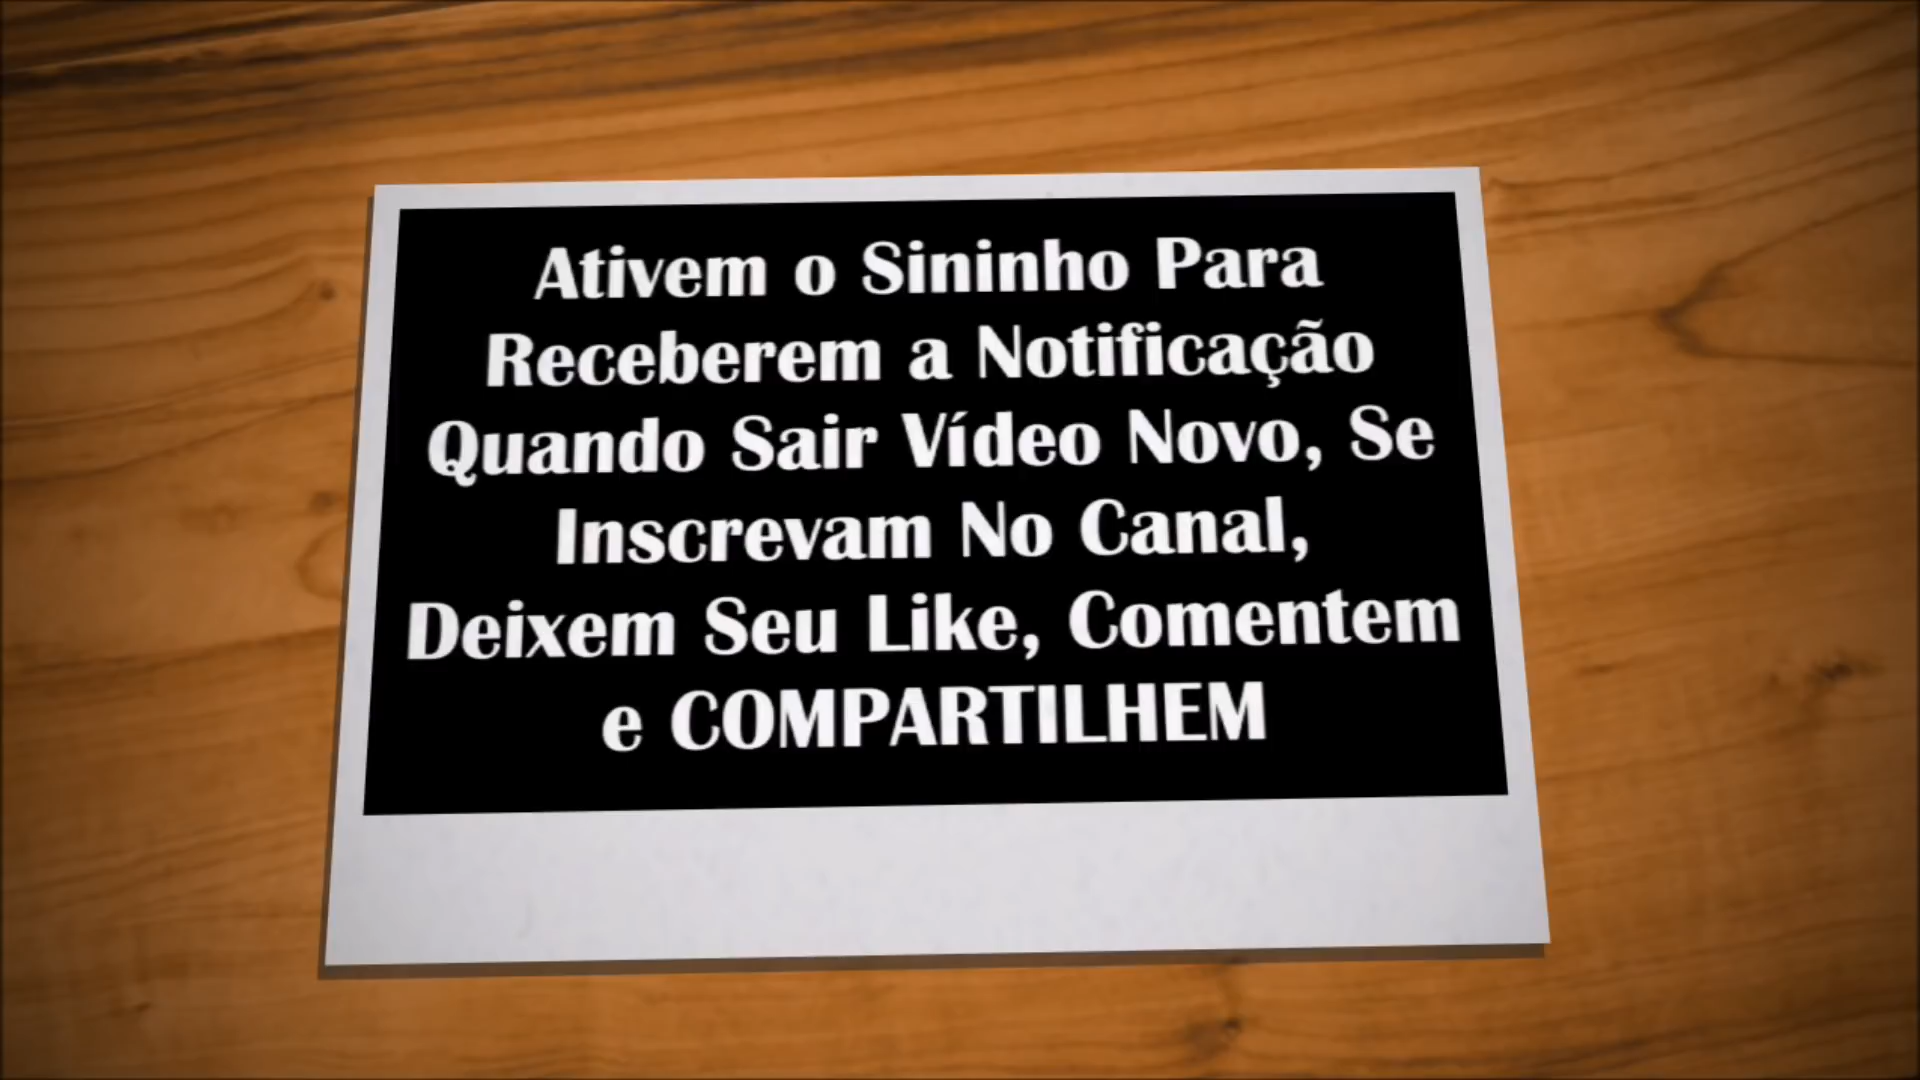 Ativem o Sininho Para
Receberem a Notificação
Quando Sair Vídeo Novo, Se
Inscrevam No Canal,
Deixem Seu Like, Comentem
e COMPARTILHEM